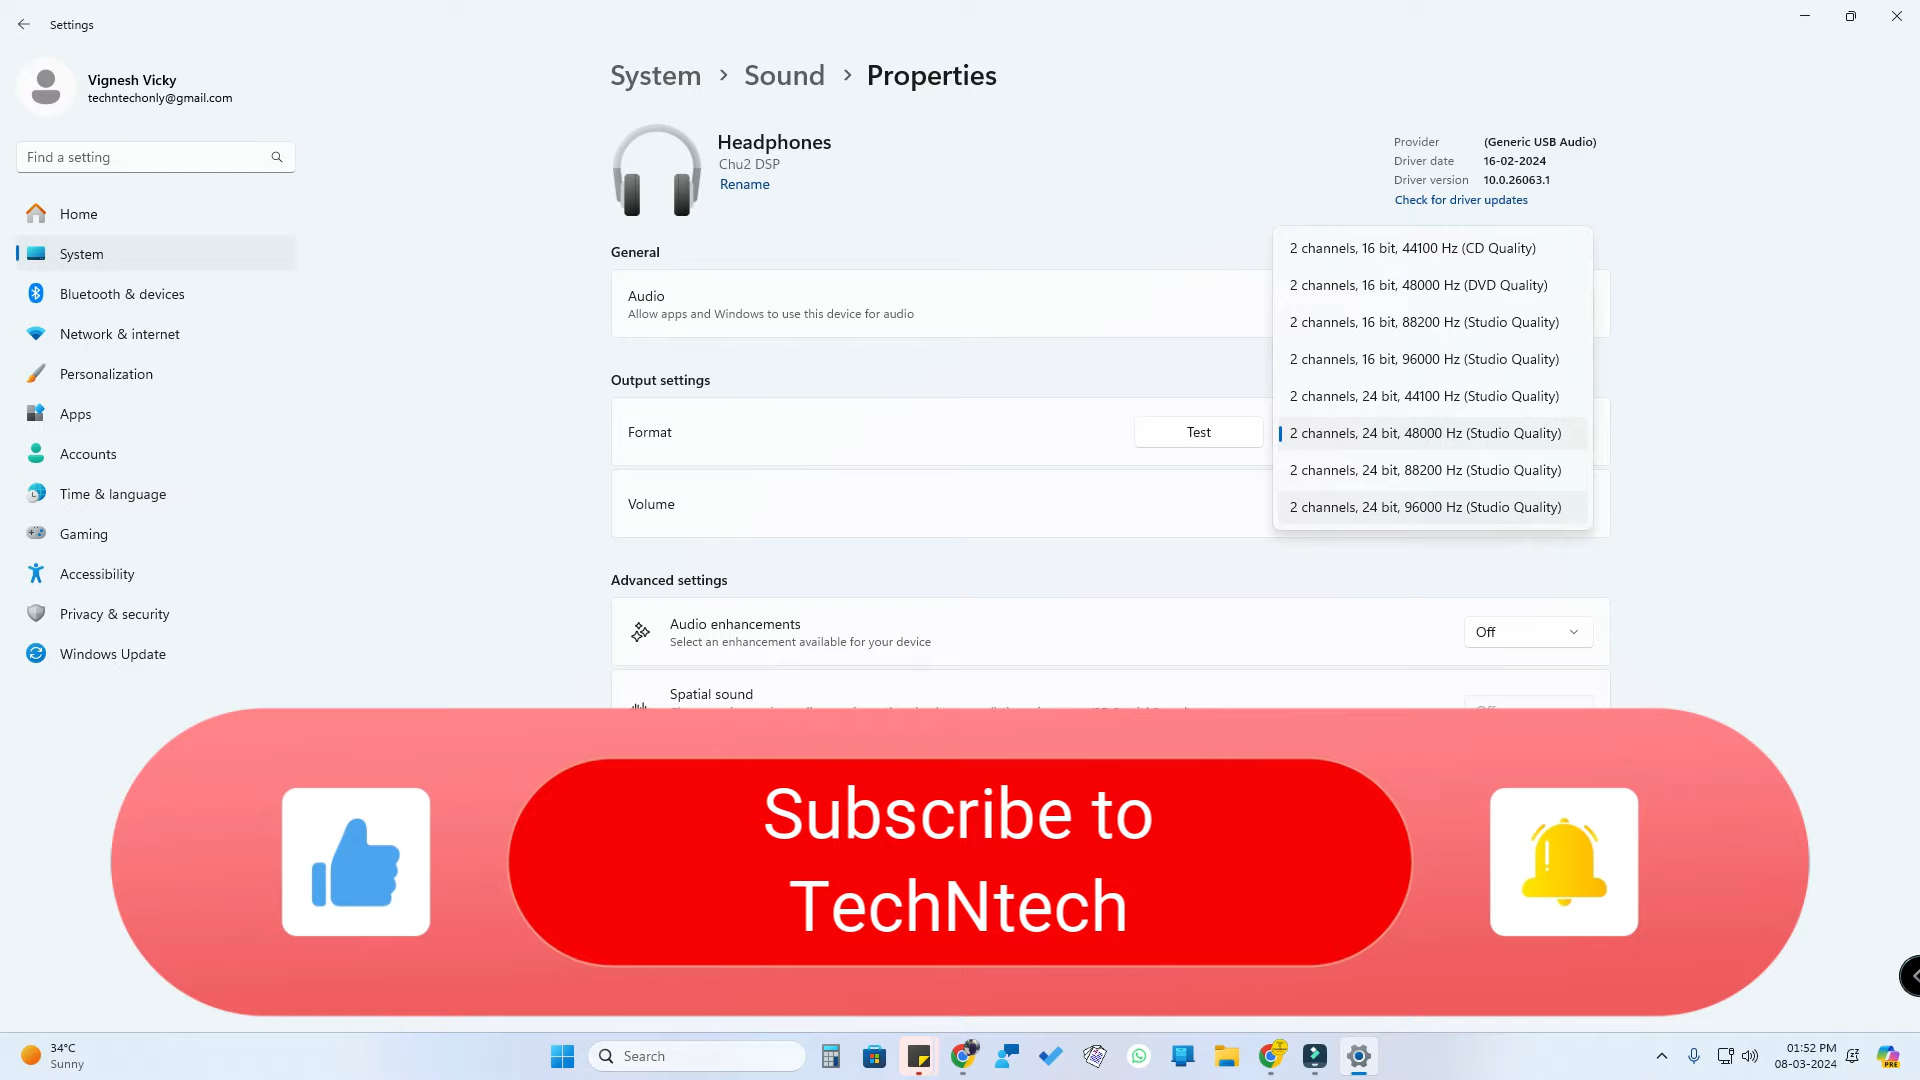 Settings
Vignesh Vicky
techntechonly@gmail.com
Find a setting
Home
System
Bluetooth & devices
Network & internet
Personalization
Apps
Accounts
Time & language
Gaming
Accessibility
Privacy & security
Windows Update
System > Sound > Properties
Headphones
Chu2 DSP
Rename
Provider (Generic USB Audio)
Driver date 16-02-2024
Driver version 10.0.26063.1
Check for driver updates
General
Audio
Allow apps and Windows to use this device for audio
Output settings
Format
Test
Volume
2 channels, 16 bit, 44100 Hz (CD Quality)
2 channels, 16 bit, 48000 Hz (DVD Quality)
2 channels, 16 bit, 88200 Hz (Studio Quality)
2 channels, 16 bit, 96000 Hz (Studio Quality)
2 channels, 24 bit, 44100 Hz (Studio Quality)
2 channels, 24 bit, 48000 Hz (Studio Quality)
2 channels, 24 bit, 88200 Hz (Studio Quality)
2 channels, 24 bit, 96000 Hz (Studio Quality)
Advanced settings
Audio enhancements
Select an enhancement available for your device
Off
Spatial sound
Subscribe to
TechNtech
34°C
Sunny
Search
01:52 PM
08-03-2024
PRE